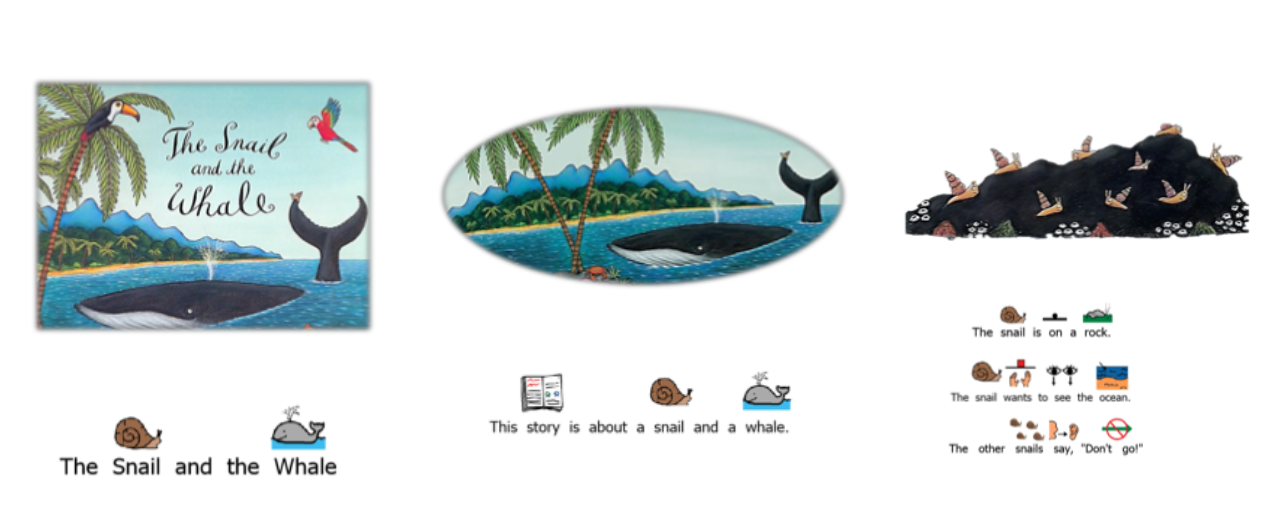 The Snail
and the
Whale
The Snail and the Whale
This story is about a snail and a whale.
The snail is on a rock.
The snail wants to see the ocean.
The other snails say, "Don't go!"